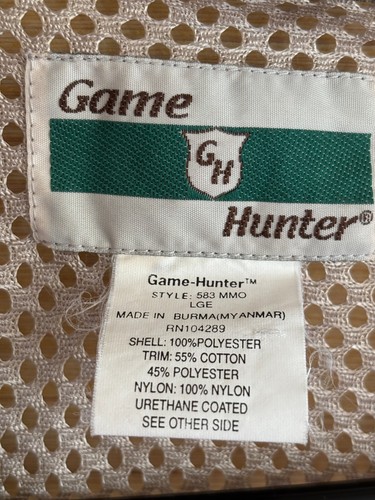 Game
GH
Hunter®
Game-Hunter™
STYLE: 583 MMO
LGE
MADE IN BURMA(MYANMAR)
RN104289
SHELL: 100%POLYESTER
TRIM: 55% COTTON
45% POLYESTER
NYLON: 100% NYLON
URETHANE COATED
SEE OTHER SIDE